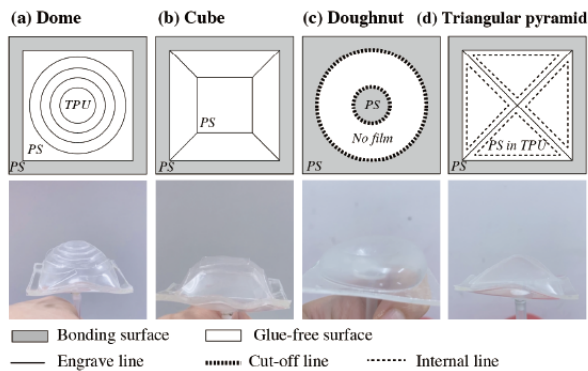 (a) Dome (b) Cube (c) Doughnut (d) Triangular pyramid
TPU
PS
PS
PS
PS
PS
No film
PS
PS in TPU
PS
Bonding surface Glue-free surface
Engrave line Cut-off line Internal line